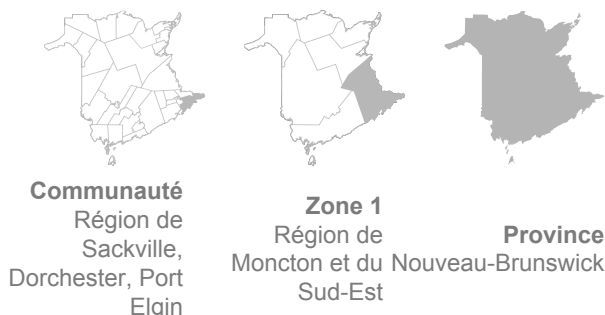 Communauté
Région de
Sackville,
Dorchester, Port
Elgin
Zone 1
Région de
Moncton et du
Sud-Est
Province
Nouveau-Brunswick